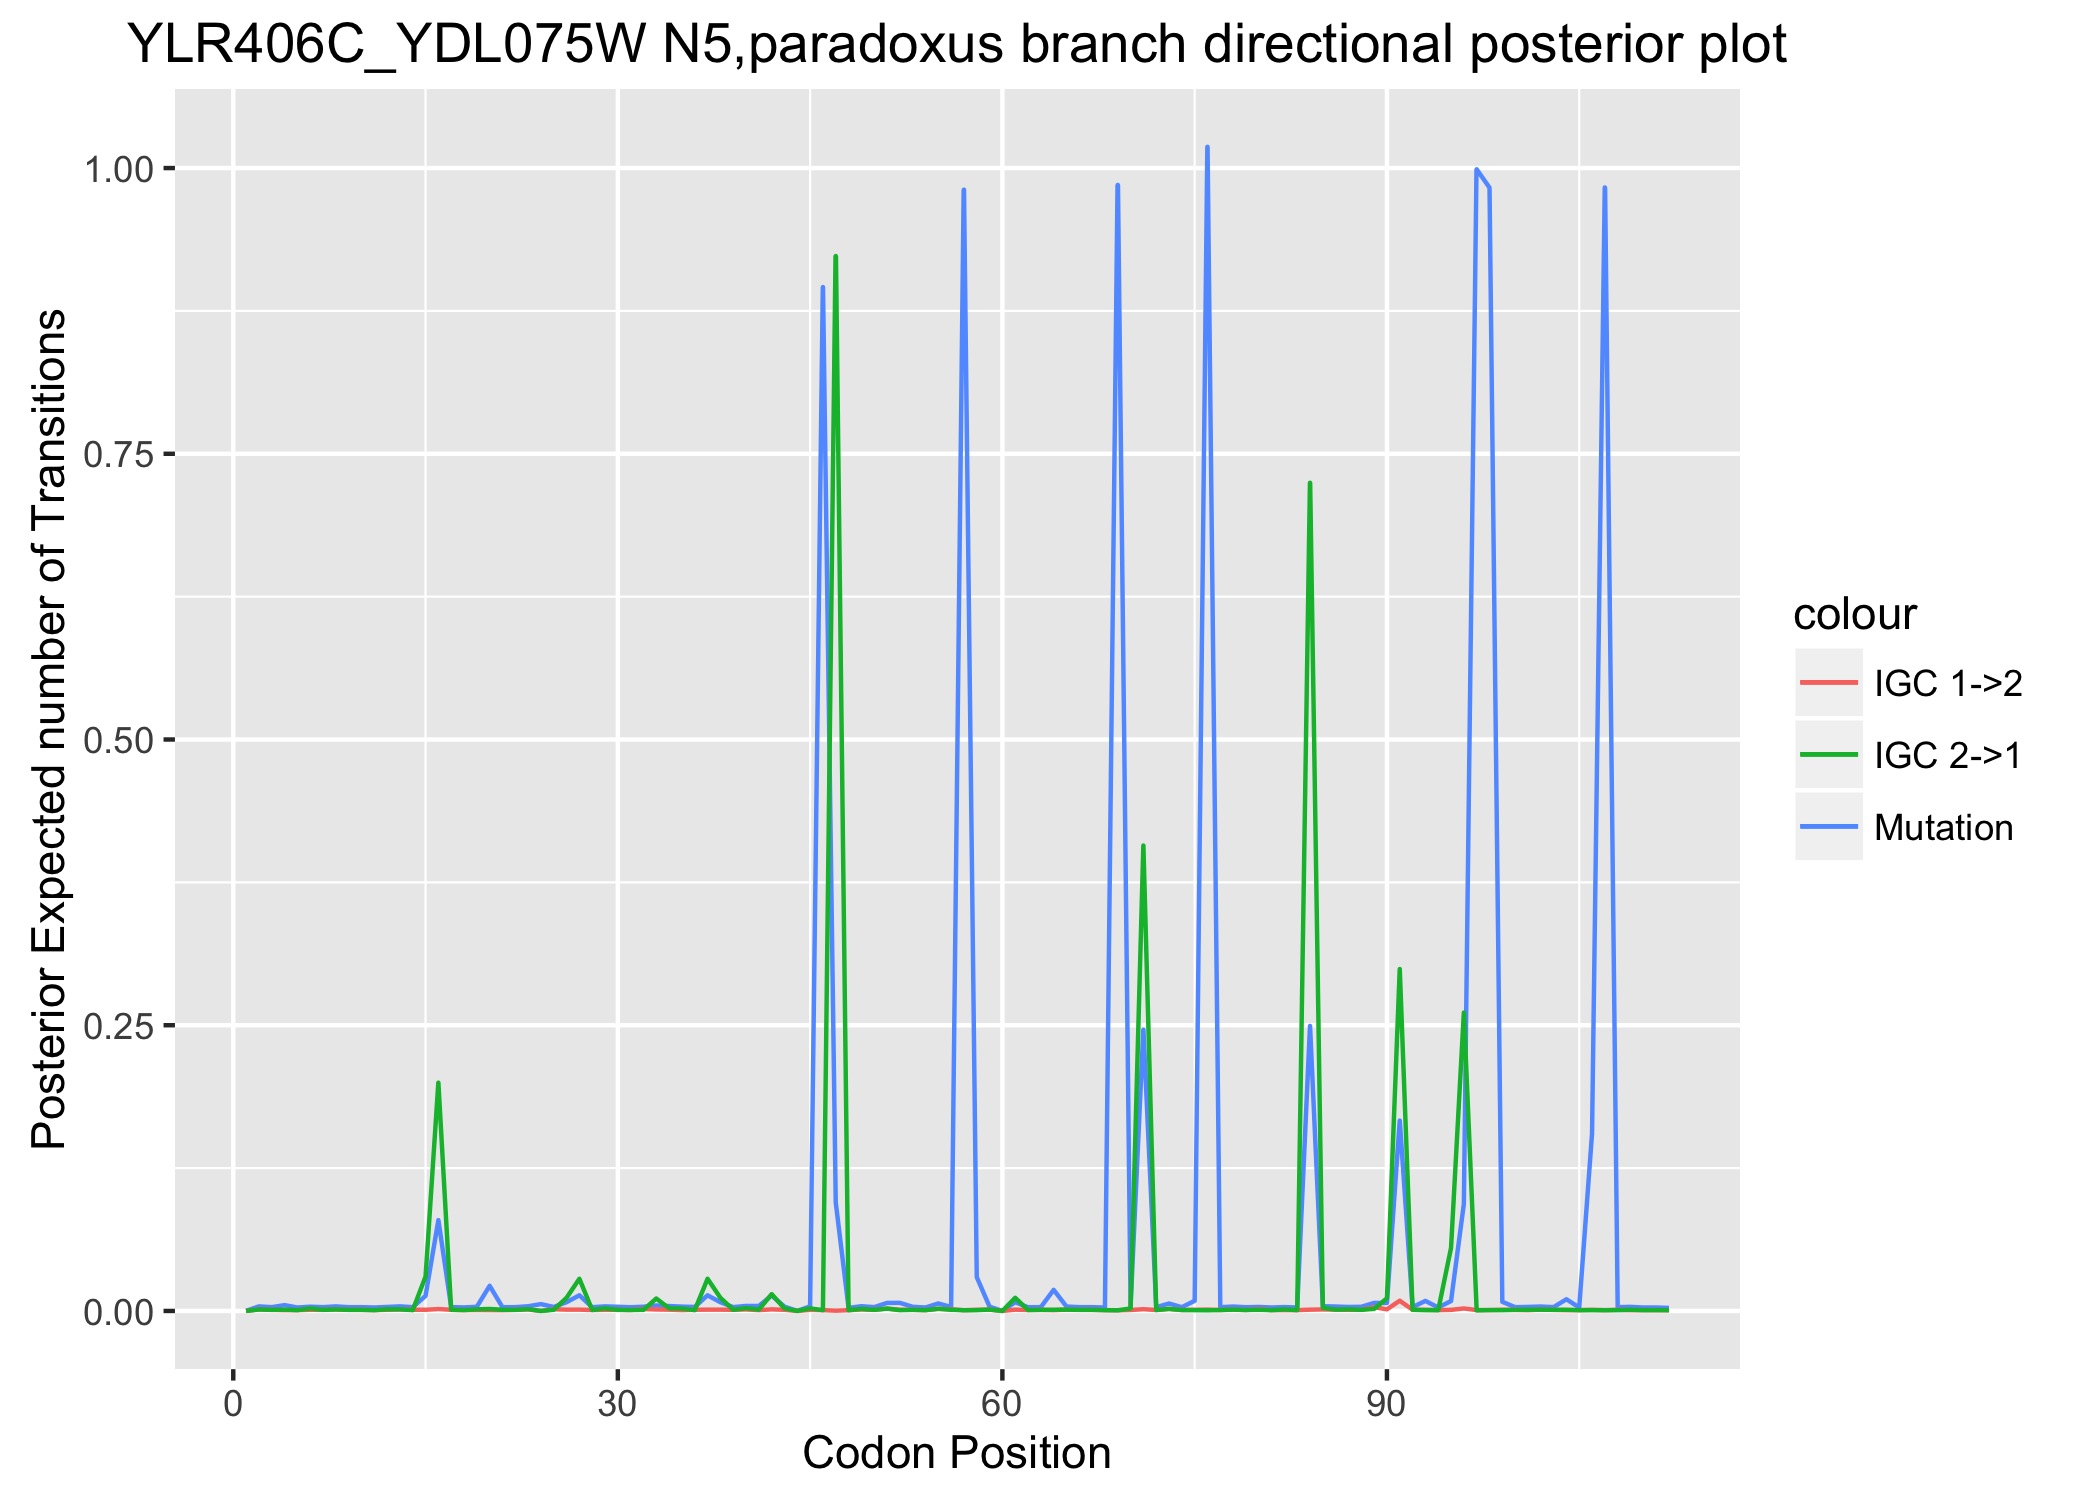 YLR406C_YDL075W N5,paradoxus branch directional posterior plot
Posterior Expected number of Transitions
1.00
0.75
0.50
0.25
0.00
0
30
60
90
Codon Position
colour
IGC 1->2
IGC 2->1
Mutation